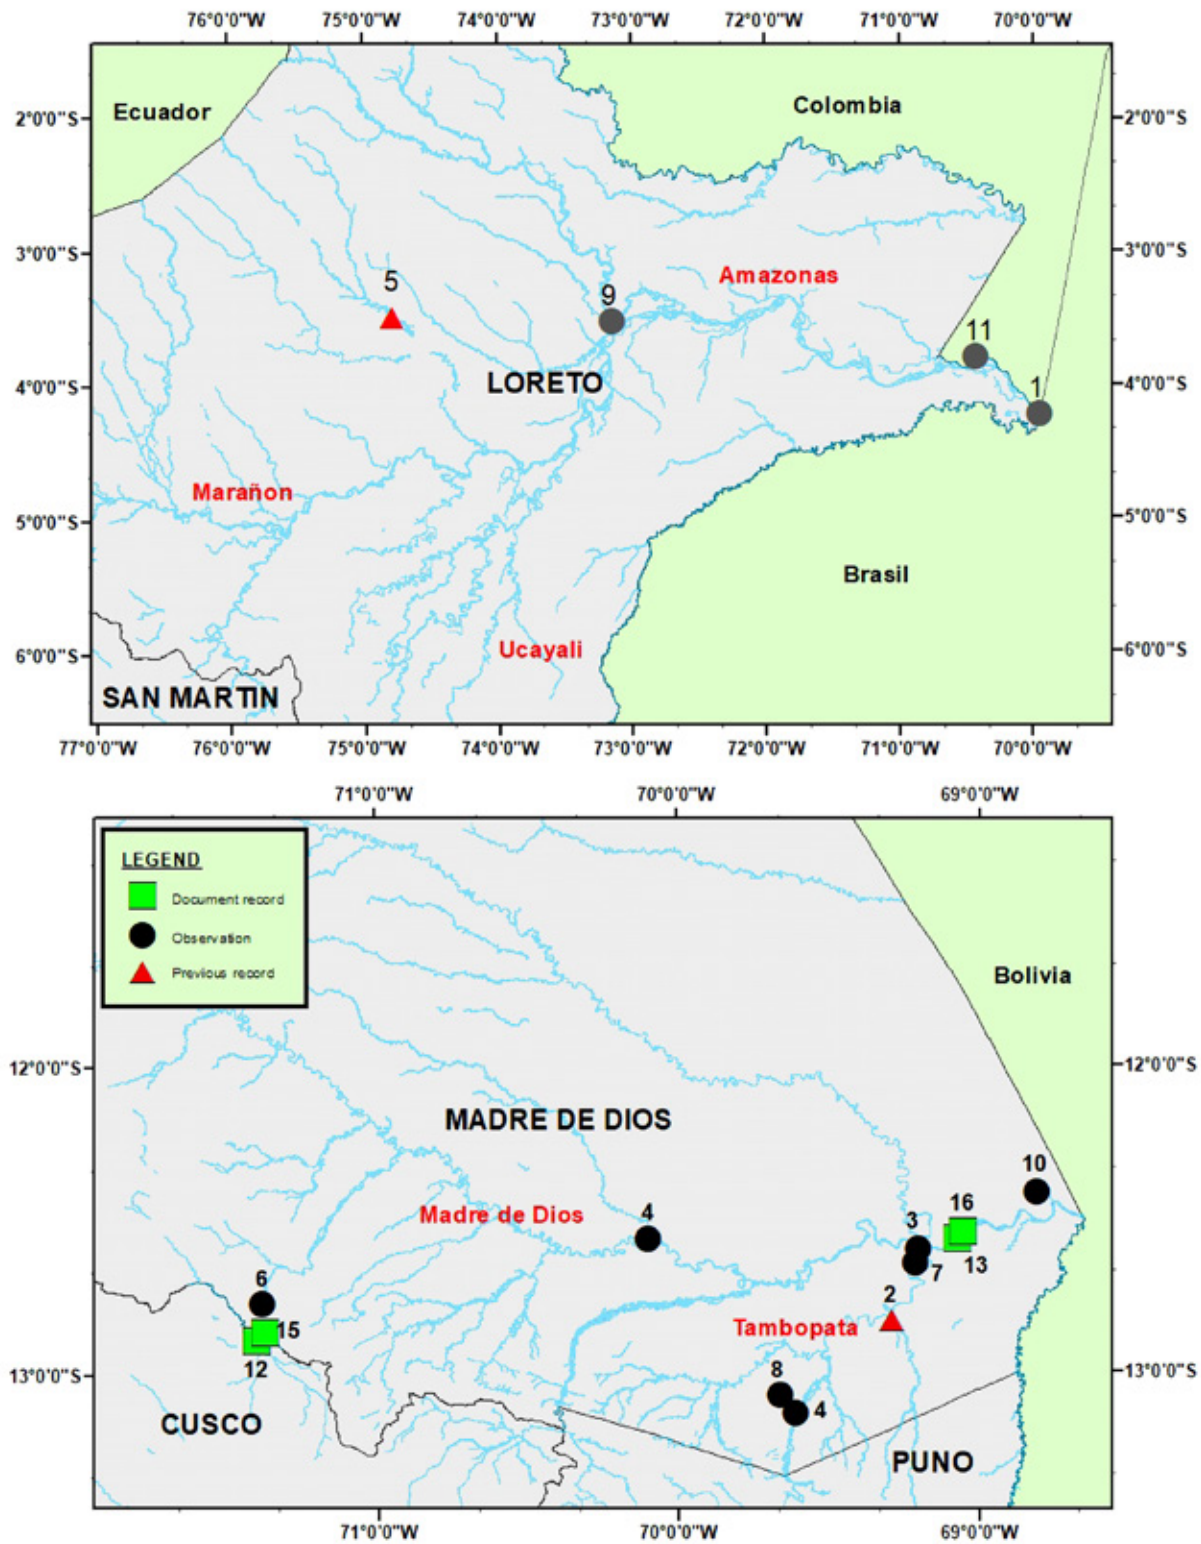 76°0'0"W 75°0'0"W 74°0'0"W 73°0'0"W 72°0'0"W 71°0'0"W 70°0'0"W
Ecuador
Colombia
2°0'0"S
2°0'0"S
3°0'0"S
3°0'0"S
5
9
Amazonas
11
4°0'0"S
LORETO
1
4°0'0"S
Marañon
5°0'0"S
5°0'0"S
Brasil
Ucayali
6°0'0"S
6°0'0"S
SAN MARTIN
77°0'0"W 76°0'0"W 75°0'0"W 74°0'0"W 73°0'0"W 72°0'0"W 71°0'0"W 70°0'0"W
71°0'0"W 70°0'0"W 69°0'0"W
LEGEND
Document record
Observation
Previous record
Bolivia
12°0'0"S
12°0'0"S
MADRE DE DIOS
10
Madre de Dios
4
3
16
13
7
6
2
15
Tambopata
12
8
13°0'0"S
13°0'0"S
4
CUSCO
PUNO
71°0'0"W 70°0'0"W 69°0'0"W